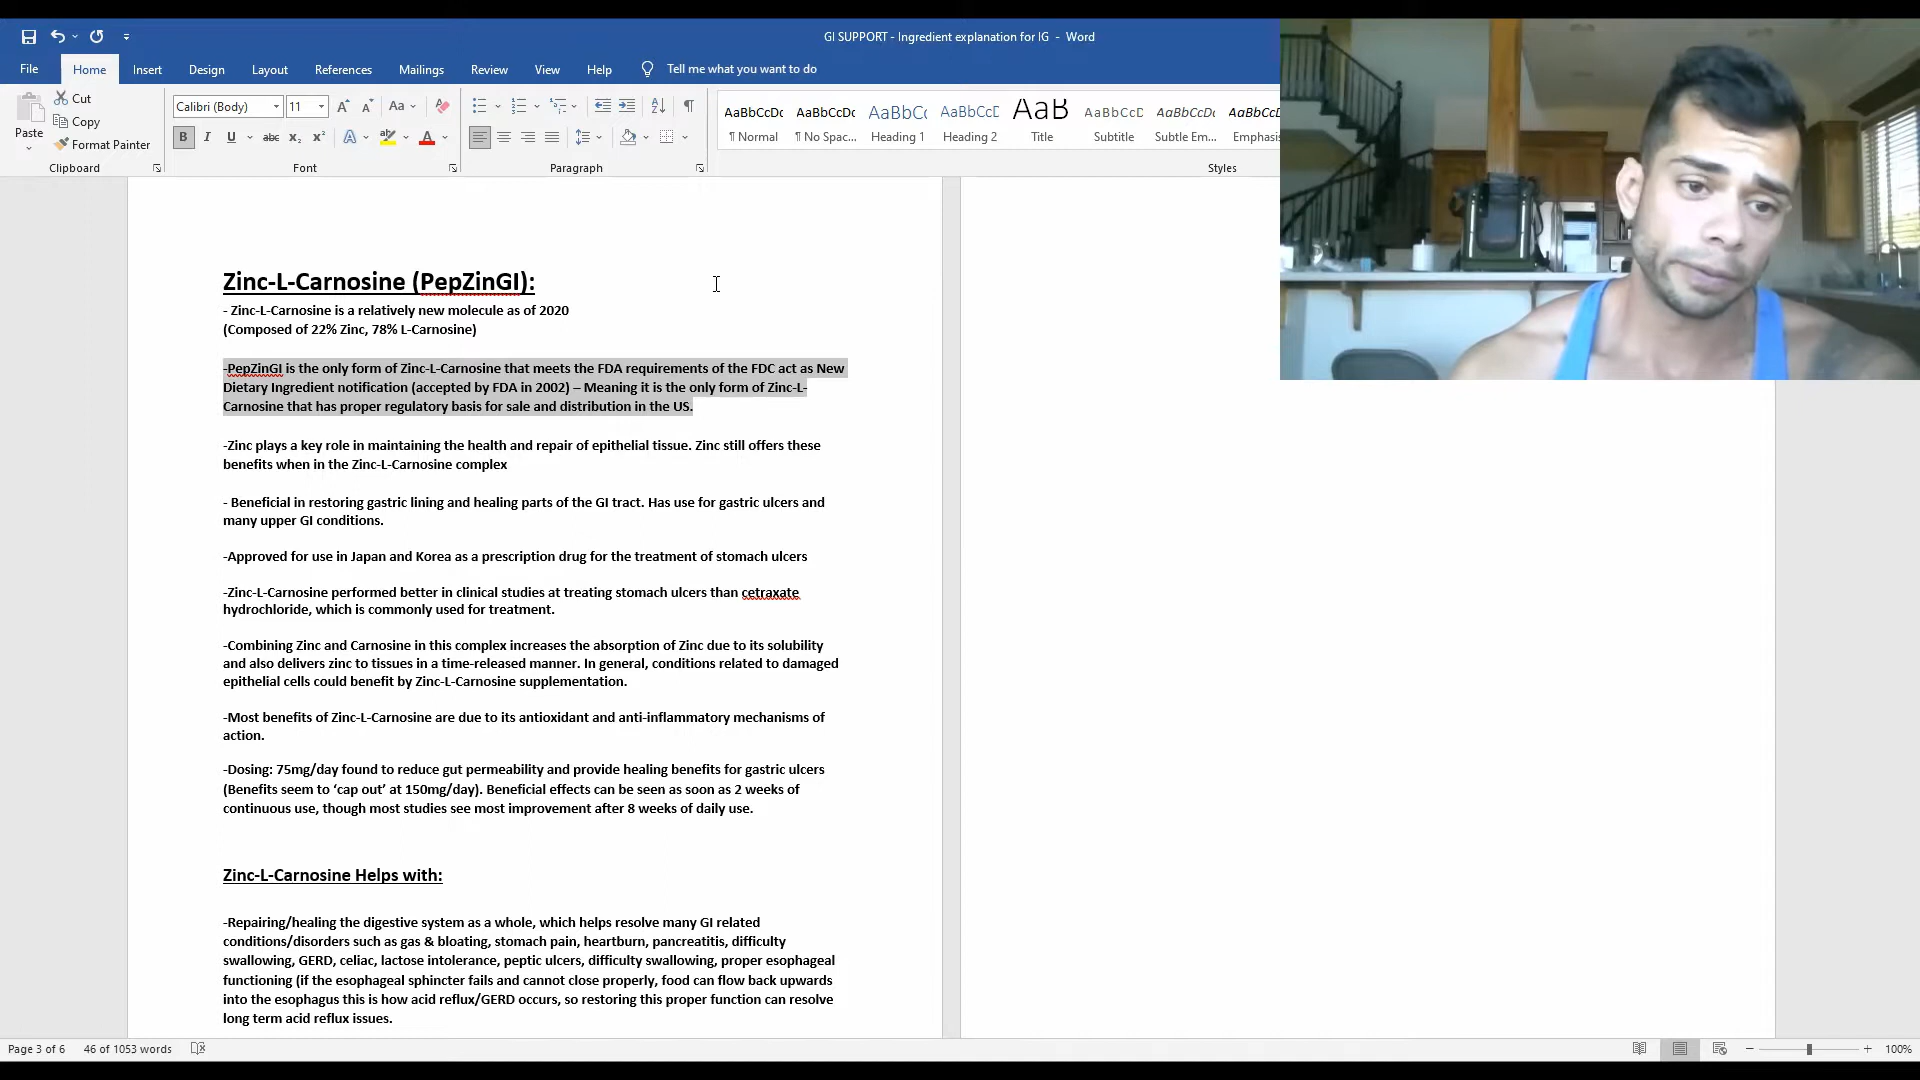 GI SUPPORT - Ingredient explanation for IG - Word
File Home Insert Design Layout References Mailings Review View Help Tell me what you want to do
Paste
Cut
Copy
Format Painter
Calibri (Body) 11
AaBbCcDc AaBbCcDc AaBbC AaBbCcD AaB AaBbCcD AaBbCcDc AaBbCcDc
¶ Normal ¶ No Spac... Heading 1 Heading 2 Title Subtitle Subtle Em... Emphasis
Clipboard Font Paragraph Styles
Zinc-L-Carnosine (PepZinGI):
- Zinc-L-Carnosine is a relatively new molecule as of 2020
(Composed of 22% Zinc, 78% L-Carnosine)
-PepZinGI is the only form of Zinc-L-Carnosine that meets the FDA requirements of the FDC act as New
Dietary Ingredient notification (accepted by FDA in 2002) – Meaning it is the only form of Zinc-L-
Carnosine that has proper regulatory basis for sale and distribution in the US.
-Zinc plays a key role in maintaining the health and repair of epithelial tissue. Zinc still offers these
benefits when in the Zinc-L-Carnosine complex
- Beneficial in restoring gastric lining and healing parts of the GI tract. Has use for gastric ulcers and
many upper GI conditions.
-Approved for use in Japan and Korea as a prescription drug for the treatment of stomach ulcers
-Zinc-L-Carnosine performed better in clinical studies at treating stomach ulcers than cetraxate
hydrochloride, which is commonly used for treatment.
-Combining Zinc and Carnosine in this complex increases the absorption of Zinc due to its solubility
and also delivers zinc to tissues in a time-released manner. In general, conditions related to damaged
epithelial cells could benefit by Zinc-L-Carnosine supplementation.
-Most benefits of Zinc-L-Carnosine are due to its antioxidant and anti-inflammatory mechanisms of
action.
-Dosing: 75mg/day found to reduce gut permeability and provide healing benefits for gastric ulcers
(Benefits seem to ‘cap out’ at 150mg/day). Beneficial effects can be seen as soon as 2 weeks of
continuous use, though most studies see most improvement after 8 weeks of daily use.
Zinc-L-Carnosine Helps with:
-Repairing/healing the digestive system as a whole, which helps resolve many GI related
conditions/disorders such as gas & bloating, stomach pain, heartburn, pancreatitis, difficulty
swallowing, GERD, celiac, lactose intolerance, peptic ulcers, difficulty swallowing, proper esophageal
functioning (if the esophageal sphincter fails and cannot close properly, food can flow back upwards
into the esophagus this is how acid reflux/GERD occurs, so restoring this proper function can resolve
long term acid reflux issues.
Page 3 of 6 46 of 1053 words 100%